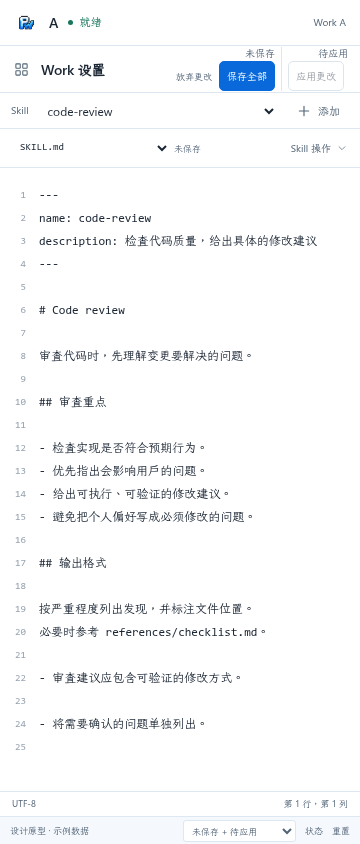 A 就绪 Work A
未保存 待应用
Work 设置 放弃更改 保存全部 应用更改
Skill code-review 添加
SKILL.md 未保存 Skill 操作
1 ---
2 name: code-review
3 description: 检查代码质量，给出具体的修改建议
4 ---
5
6 # Code review
7
8 审查代码时，先理解变更要解决的问题。
9
10 ## 审查重点
11
12 - 检查实现是否符合预期行为。
13 - 优先指出会影响用户的问题。
14 - 给出可执行、可验证的修改建议。
15 - 避免把个人偏好写成必须修改的问题。
16
17 ## 输出格式
18
19 按严重程度列出发现，并标注文件位置。
20 必要时参考 references/checklist.md。
21
22 - 审查建议应包含可验证的修改方式。
23
24 - 将需要确认的问题单独列出。
25
UTF-8 第 1 行，第 1 列
设计原型 · 示例数据 未保存 + 待应用 状态 重置